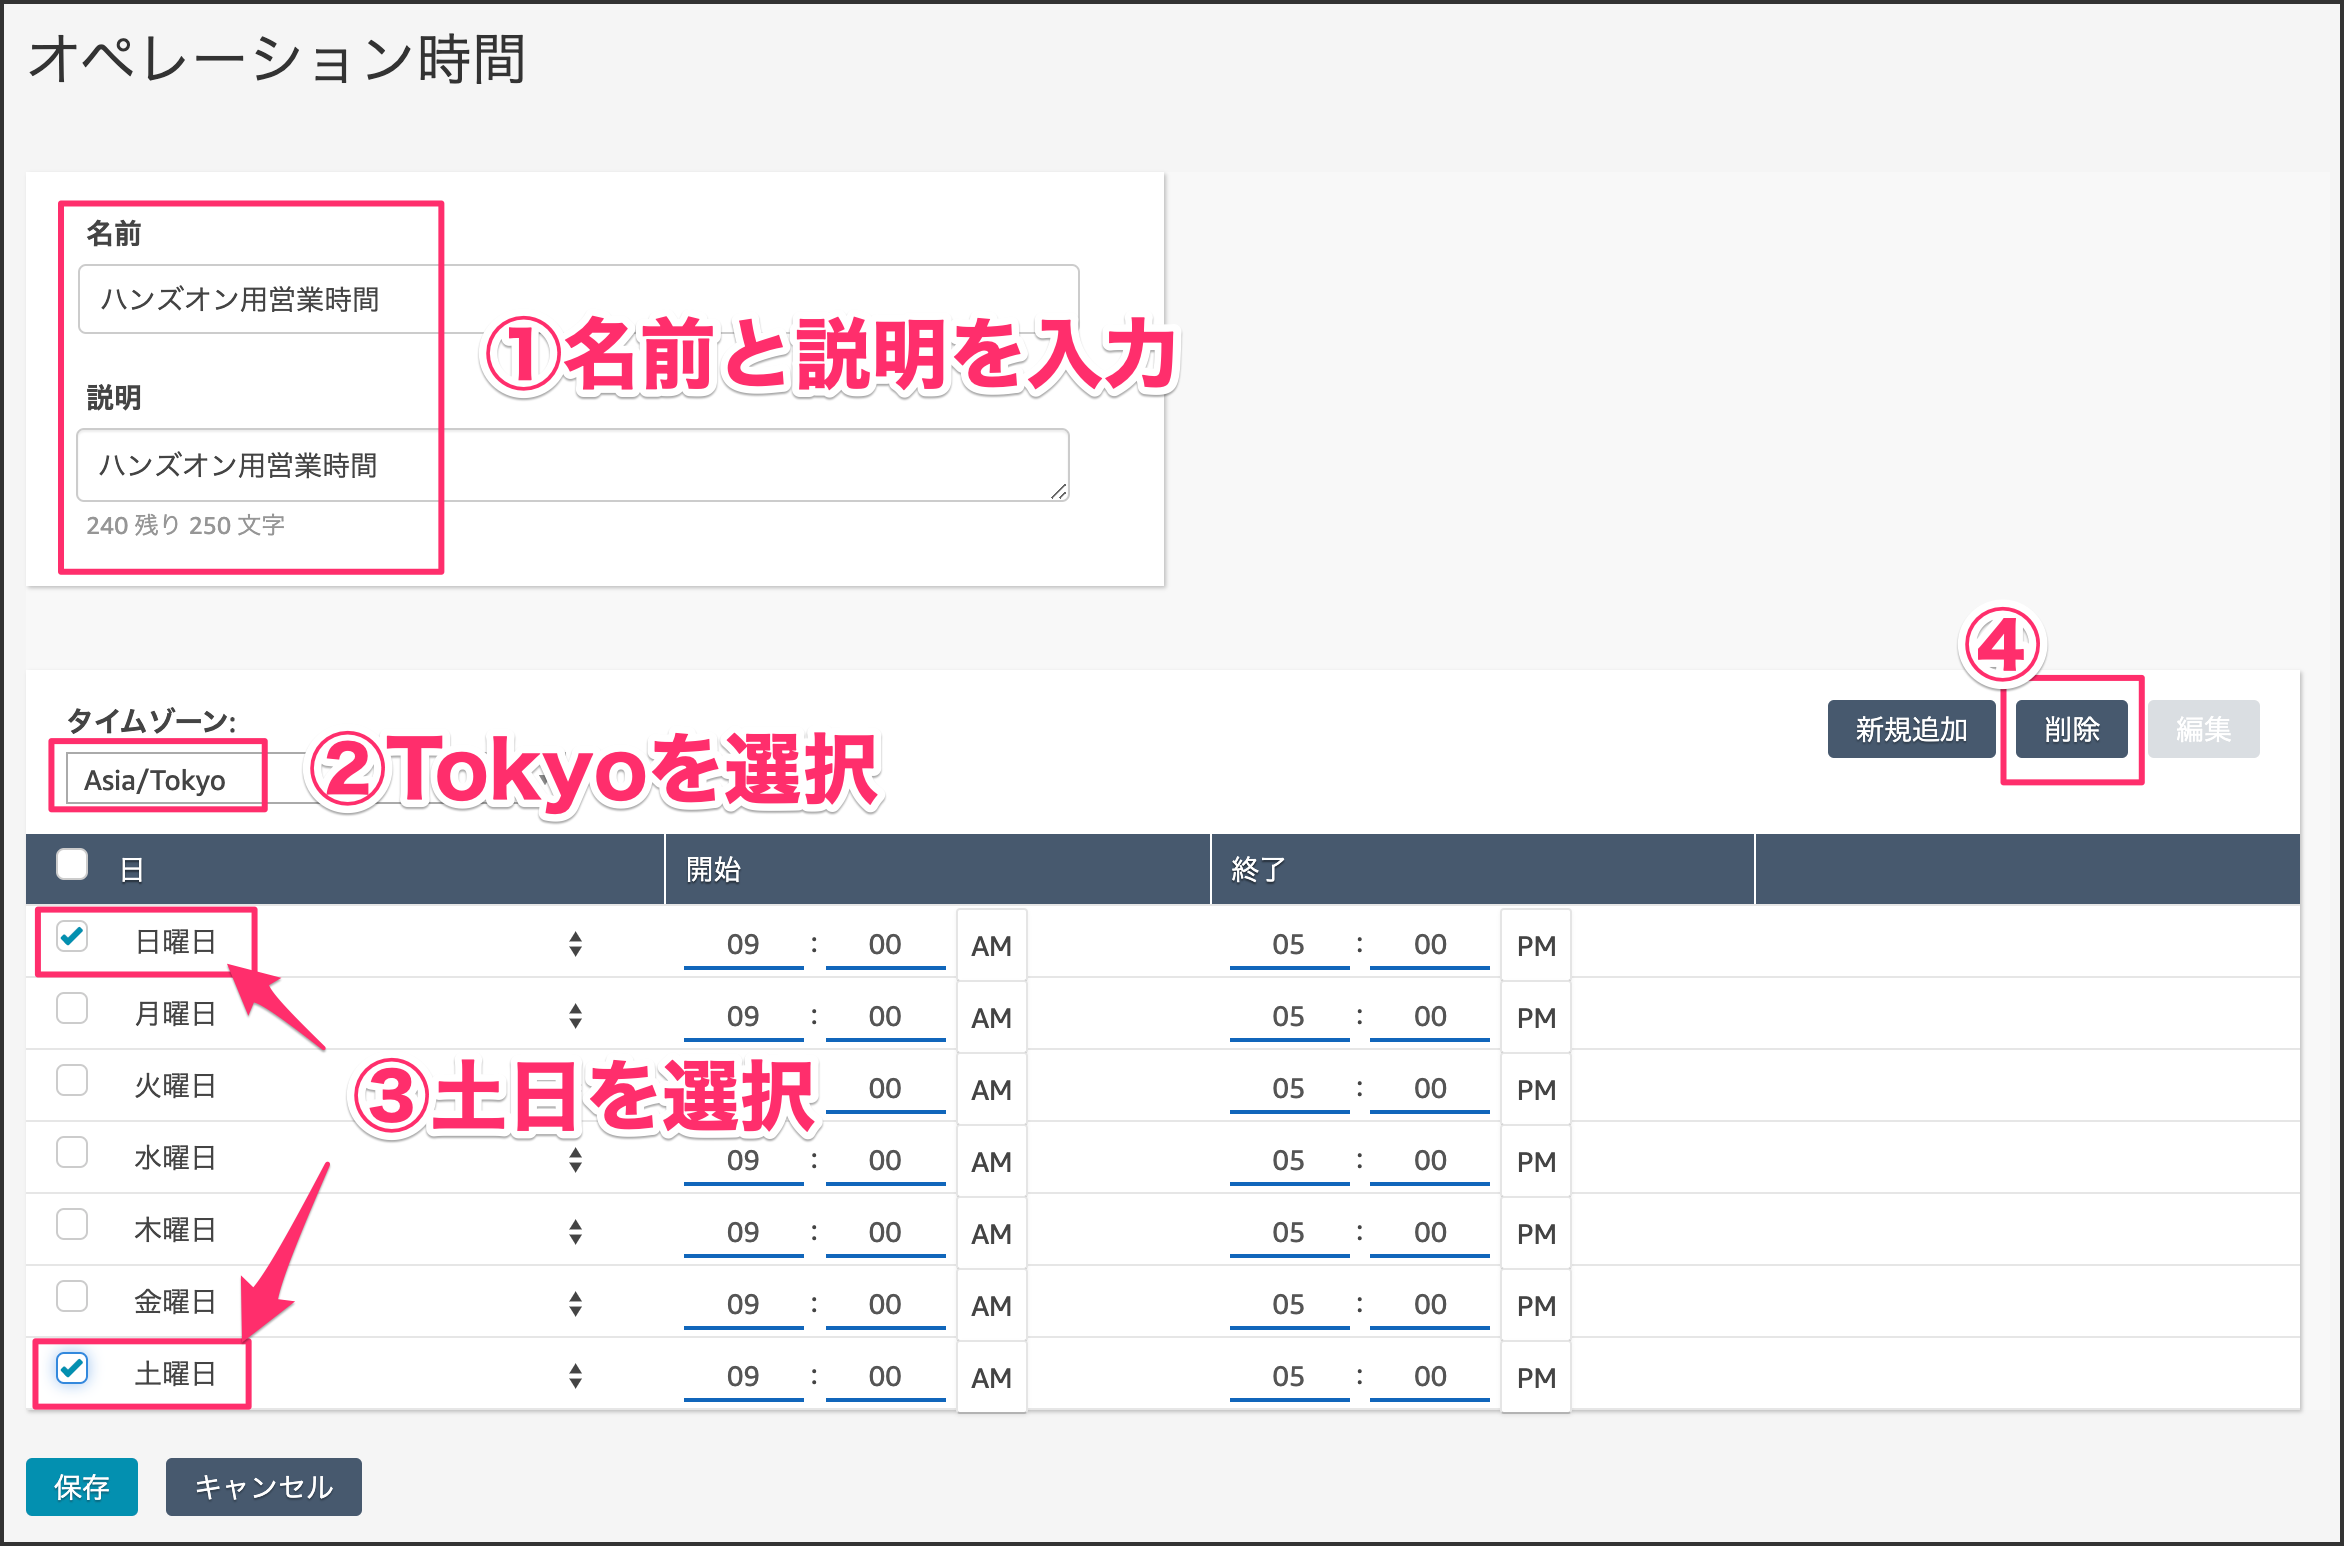 オペレーション時間
名前
ハンズオン用営業時間
①名前と説明を入力
説明
ハンズオン用営業時間
240 残り 250 文字
④
タイムゾーン:
Asia/Tokyo
②Tokyoを選択
新規追加 削除 編集
日 開始 終了
日曜日 09 : 00 AM 05 : 00 PM
月曜日 09 : 00 AM 05 : 00 PM
火曜日 00 AM 05 : 00 PM
③土日を選択
水曜日 09 : 00 AM 05 : 00 PM
木曜日 09 : 00 AM 05 : 00 PM
金曜日 09 : 00 AM 05 : 00 PM
土曜日 09 : 00 AM 05 : 00 PM
保存 キャンセル